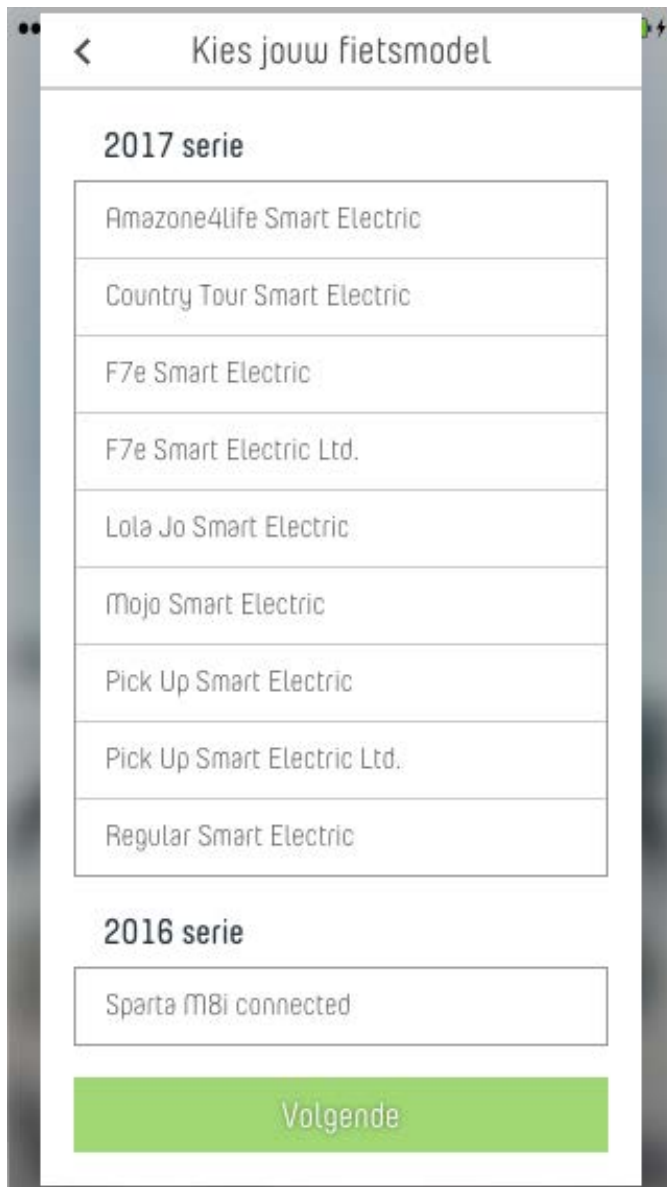 Kies jouw fietsmodel
2017 serie
Amazone4life Smart Electric
Country Tour Smart Electric
F7e Smart Electric
F7e Smart Electric Ltd.
Lola Jo Smart Electric
Mojo Smart Electric
Pick Up Smart Electric
Pick Up Smart Electric Ltd.
Regular Smart Electric
2016 serie
Sparta M8i connected
Volgende